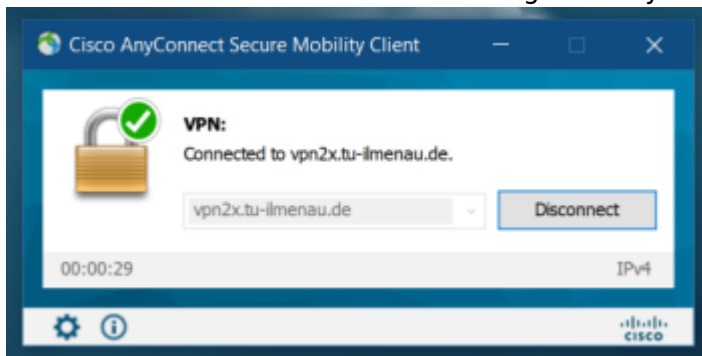 Cisco AnyConnect Secure Mobility Client
VPN:
Connected to vpn2x.tu-ilmenau.de.
vpn2x.tu-ilmenau.de
Disconnect
00:00:29
IPv4
cisco